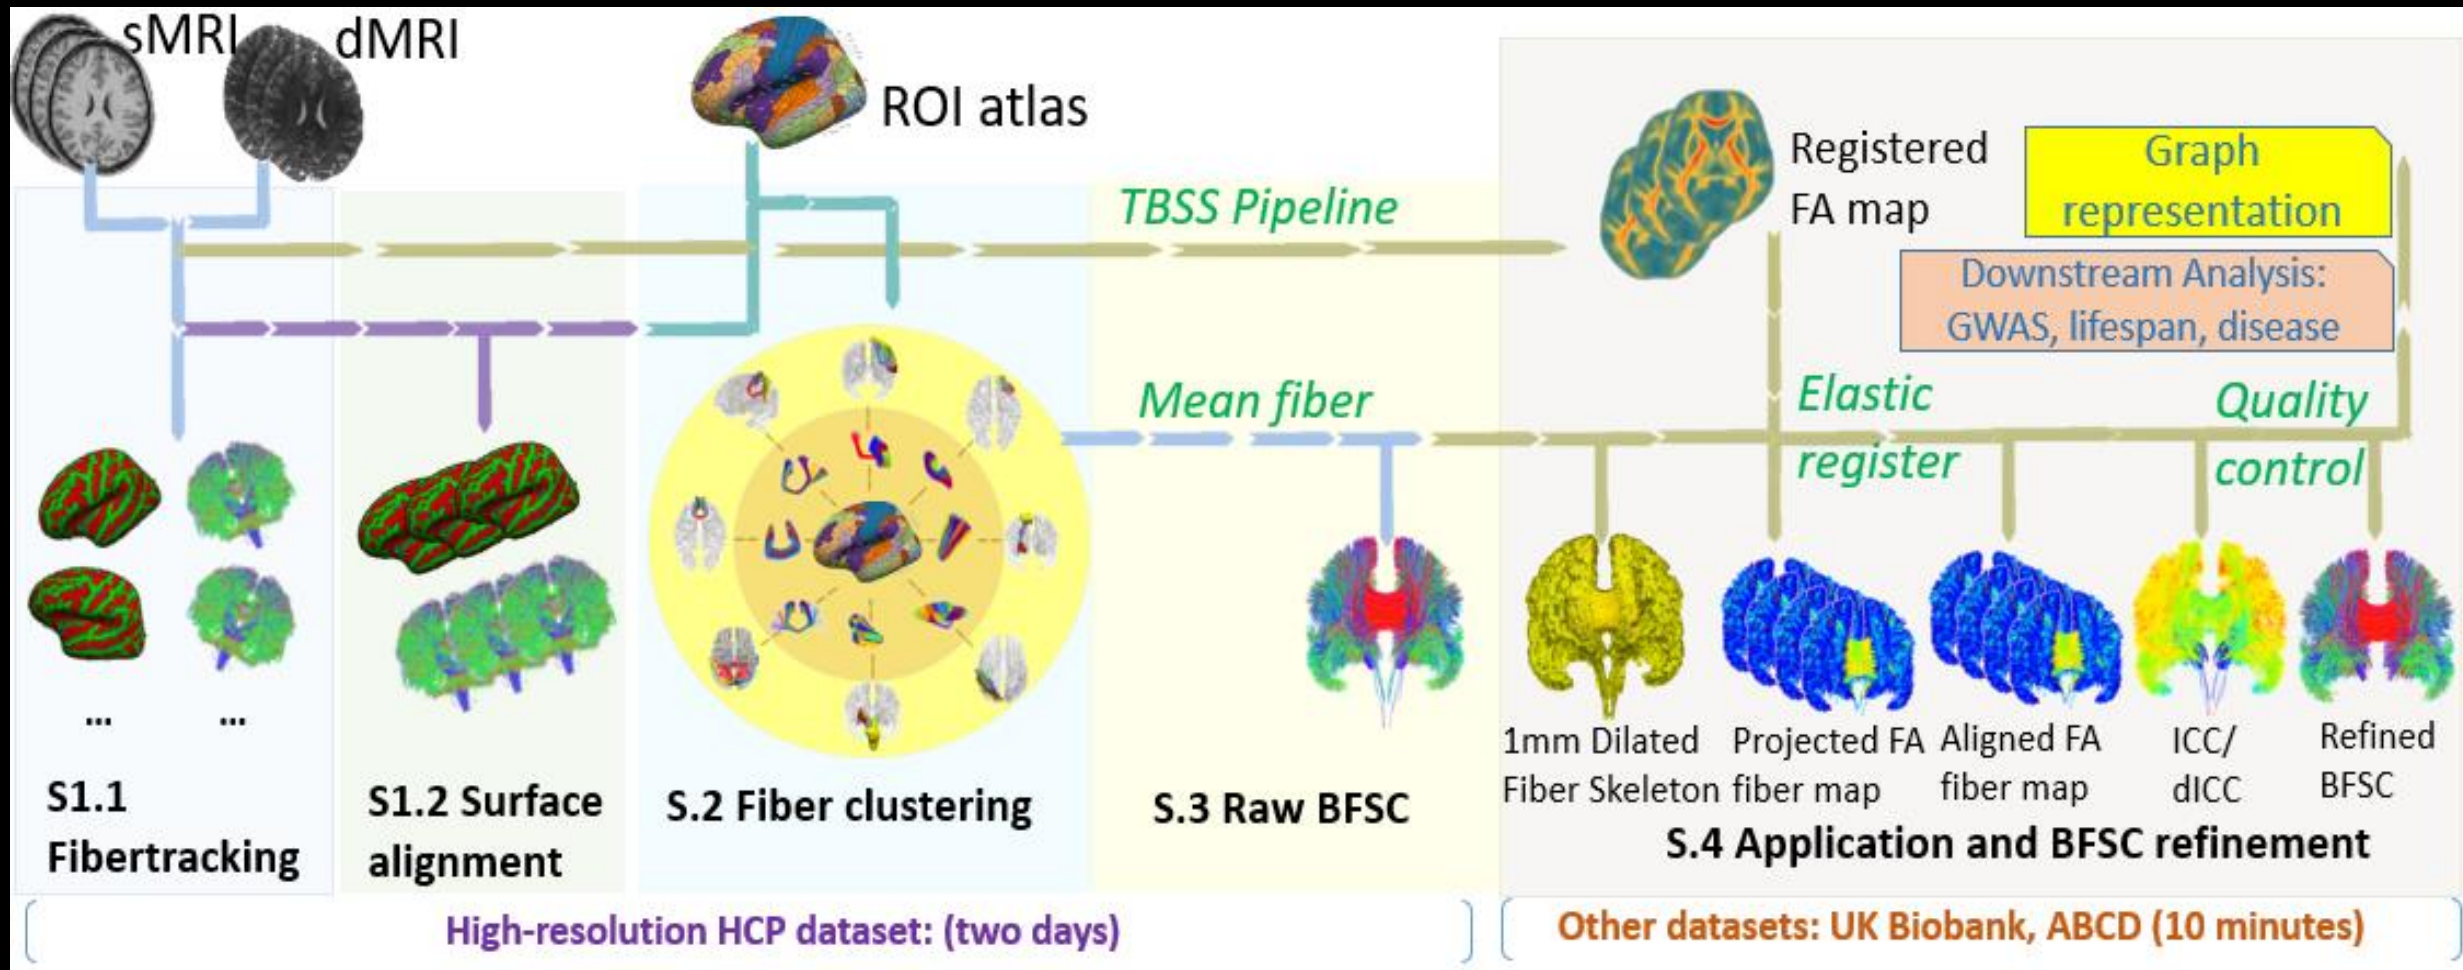 sMRI
dMRI
ROI atlas
TBSS Pipeline
Registered
FA map
Graph
representation
Downstream Analysis:
GWAS, lifespan, disease
Mean fiber
Elastic
register
Quality
control
...
...
S1.1
Fibertracking
S1.2 Surface
alignment
S.2 Fiber clustering
S.3 Raw BFSC
1mm Dilated
Fiber Skeleton
Projected FA
fiber map
Aligned FA
fiber map
ICC/
dICC
Refined
BFSC
S.4 Application and BFSC refinement
High-resolution HCP dataset: (two days)
Other datasets: UK Biobank, ABCD (10 minutes)